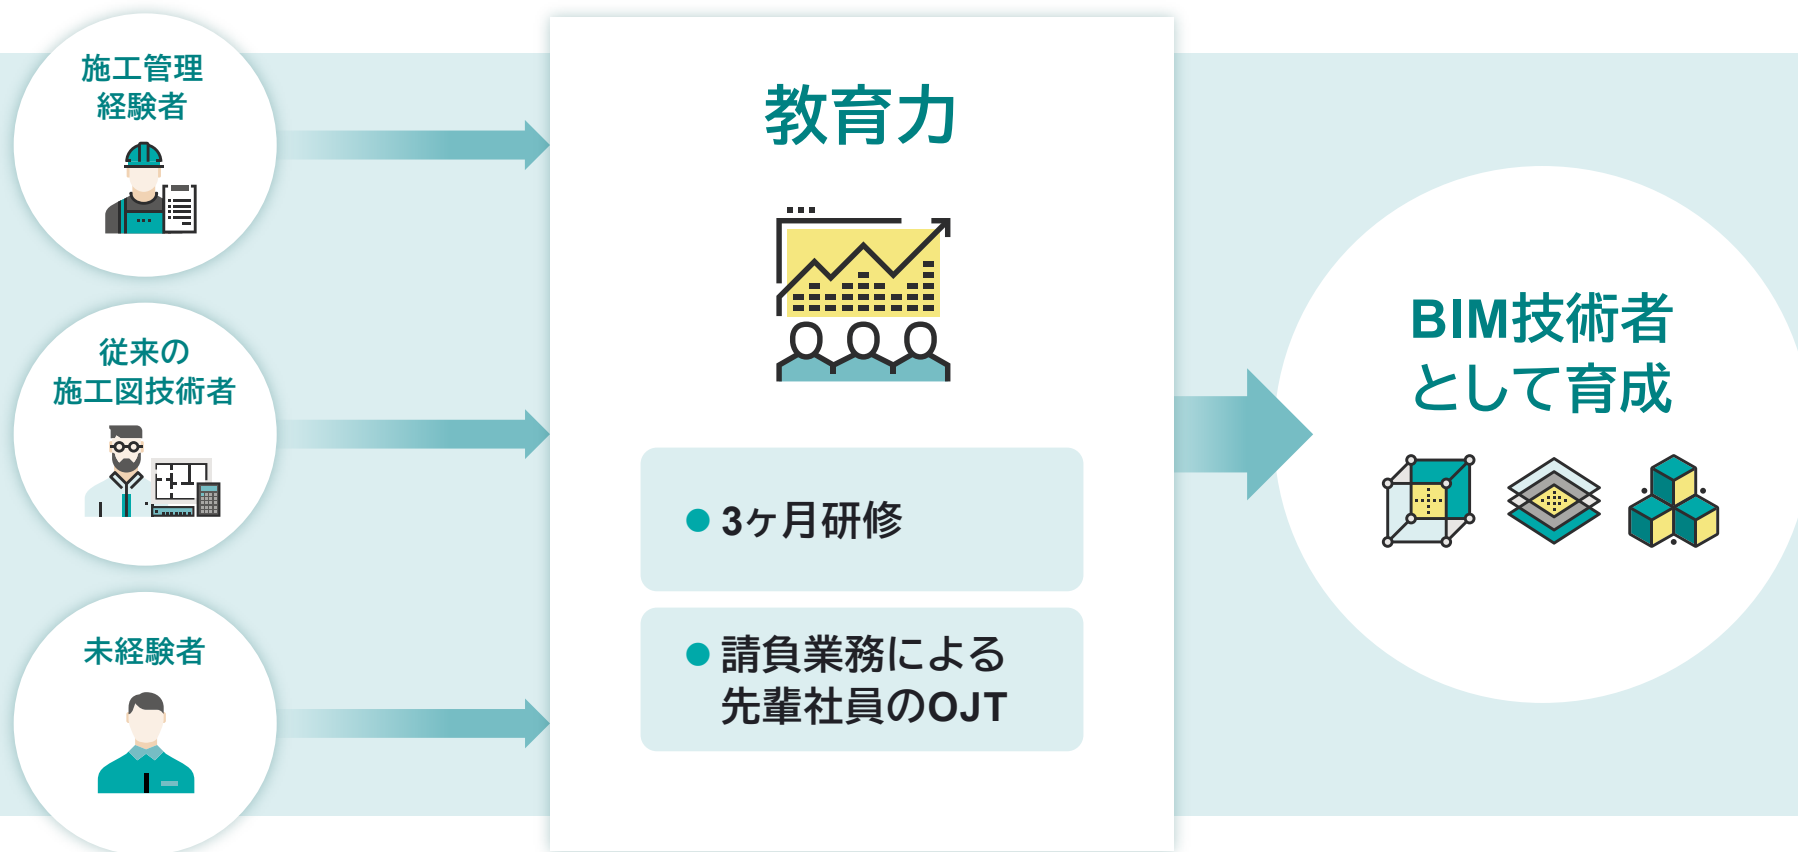 施工管理
経験者
従来の
施工図技術者
未経験者
教育力
3ヶ月研修
請負業務による
先輩社員のOJT
BIM技術者
として育成